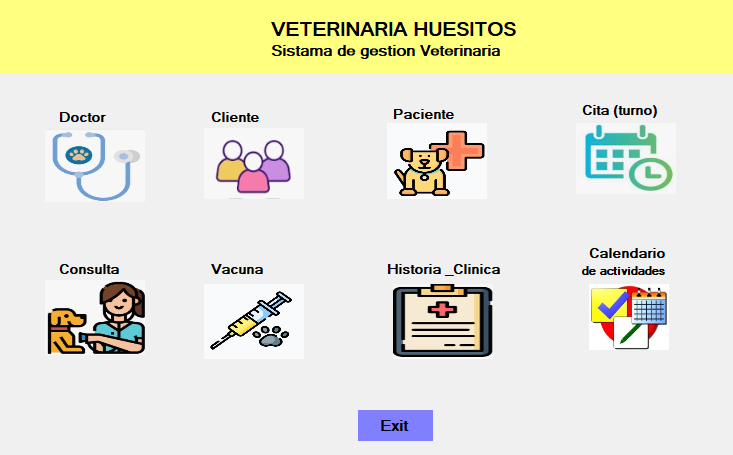 VETERINARIA HUESITOS
Sistama de gestion Veterinaria
Doctor
Cliente
Paciente
Cita (turno)
Consulta
Vacuna
Historia _Clinica
Calendario
de actividades
Exit